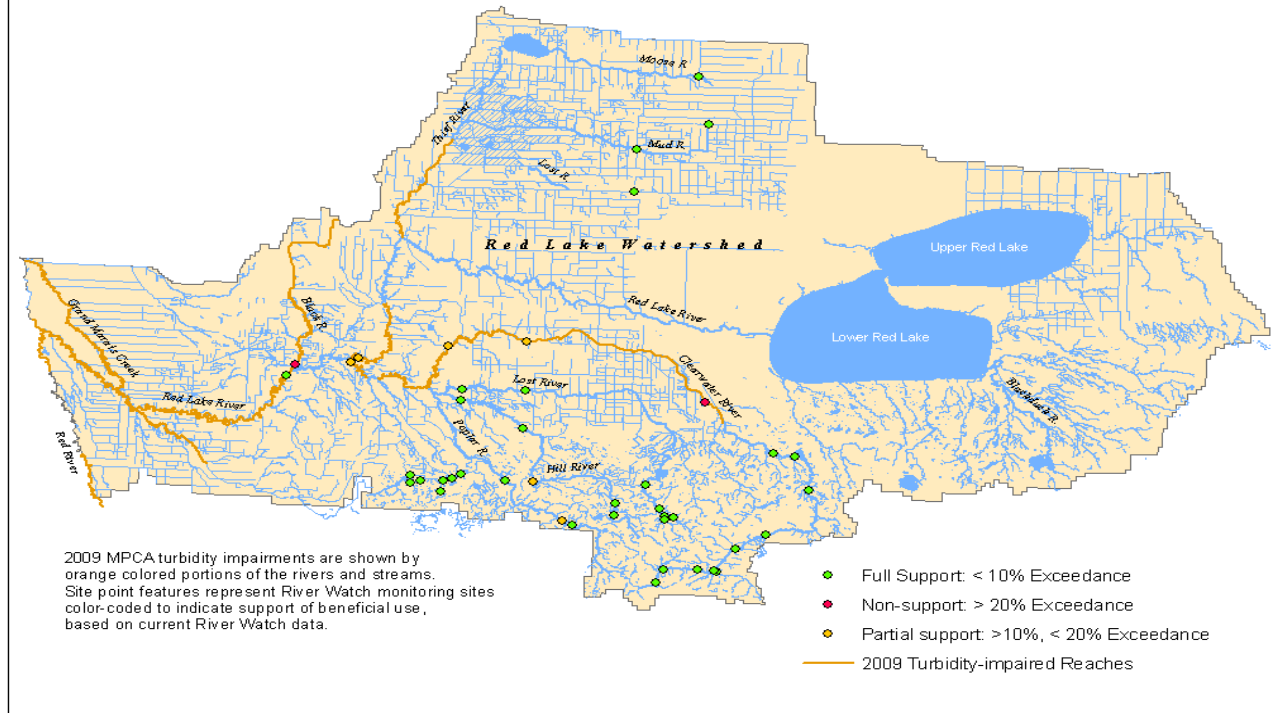 Moose R
Thief River
Mud R
Lost R.
Red Lake Watershed
Upper Red Lake
Red Lake River
Lower Red Lake
Grand Marais Creek
Black R.
Clearwater River
Lost River
Blackduck R.
Red Lake River
Poplar R.
Red River
Hill River
2009 MPCA turbidity impairments are shown by
orange colored portions of the rivers and streams.
Site point features represent River Watch monitoring sites
color-coded to indicate support of beneficial use,
based on current River Watch data.
Full Support: < 10% Exceedance
Non-support: > 20% Exceedance
Partial support: >10%, < 20% Exceedance
2009 Turbidity-impaired Reaches